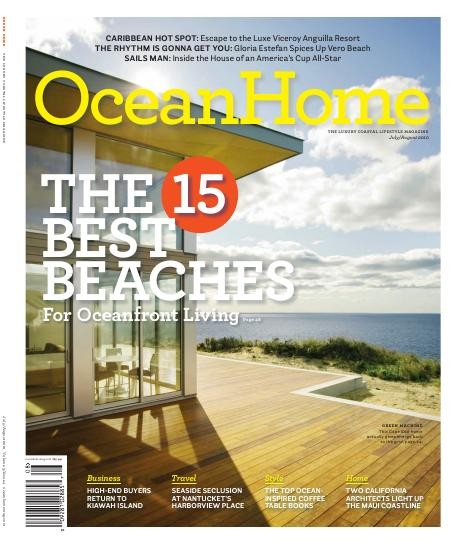 CARIBBEAN HOT SPOT: Escape to the Luxe Viceroy Anguilla Resort
THE RHYTHM IS GONNA GET YOU: Gloria Estefan Spices Up Vero Beach
SAILS MAN: Inside the House of an America's Cup All-Star
OceanHome
THE LUXURY COASTAL LIFESTYLE MAGAZINE
July/August 2010
THE 15
BEST
BEACHES
For Oceanfront Living
GREEN MACHINE
Business
HIGH-END BUYERS
RETURN TO
KIAWAH ISLAND
Travel
SEASIDE SECLUSION
AT NANTUCKET'S
HARBORVIEW PLACE
Style
THE TOP OCEAN-
INSPIRED COFFEE
TABLE BOOKS
Home
TWO CALIFORNIA
ARCHITECTS LIGHT UP
THE MAUI COASTLINE